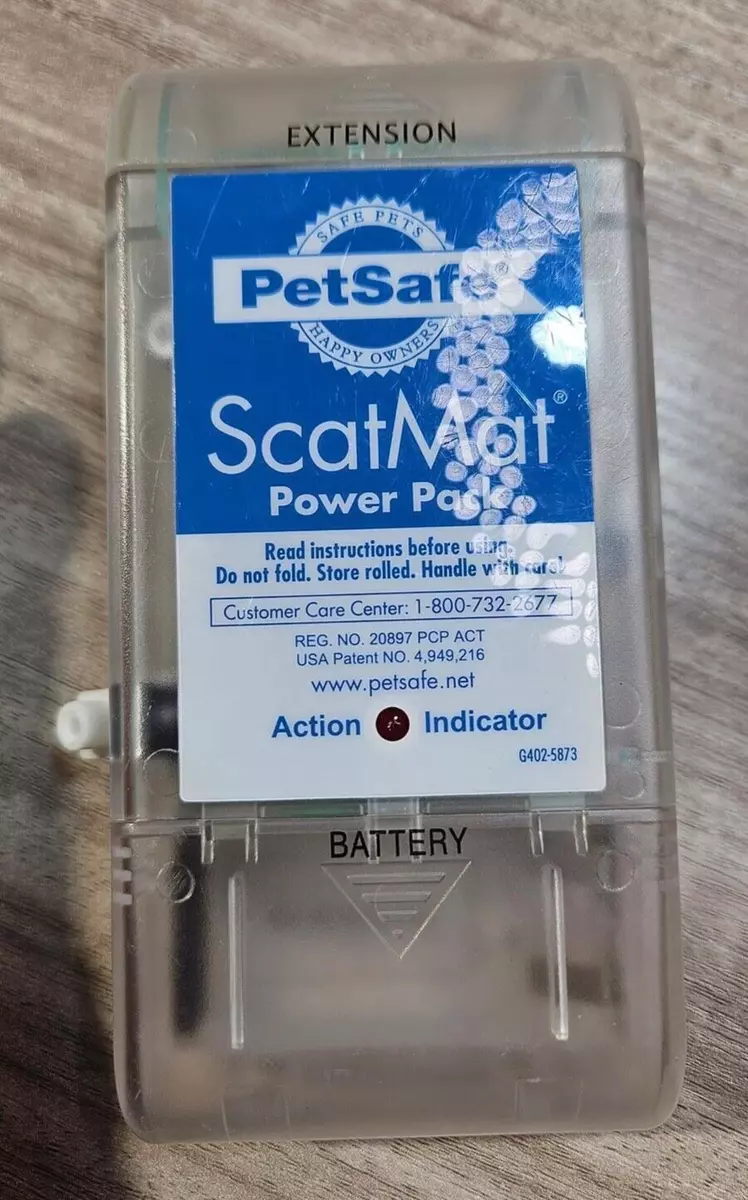 EXTENSION
SAFE PETS
PetSafe®
HAPPY OWNERS
ScatMat®
Power Pack
Read instructions before using.
Do not fold. Store rolled. Handle with care!
Customer Care Center: 1-800-732-2677
REG. NO. 20897 PCP ACT
USA Patent NO. 4,949,216
www.petsafe.net
Action Indicator
G402-5873
BATTERY